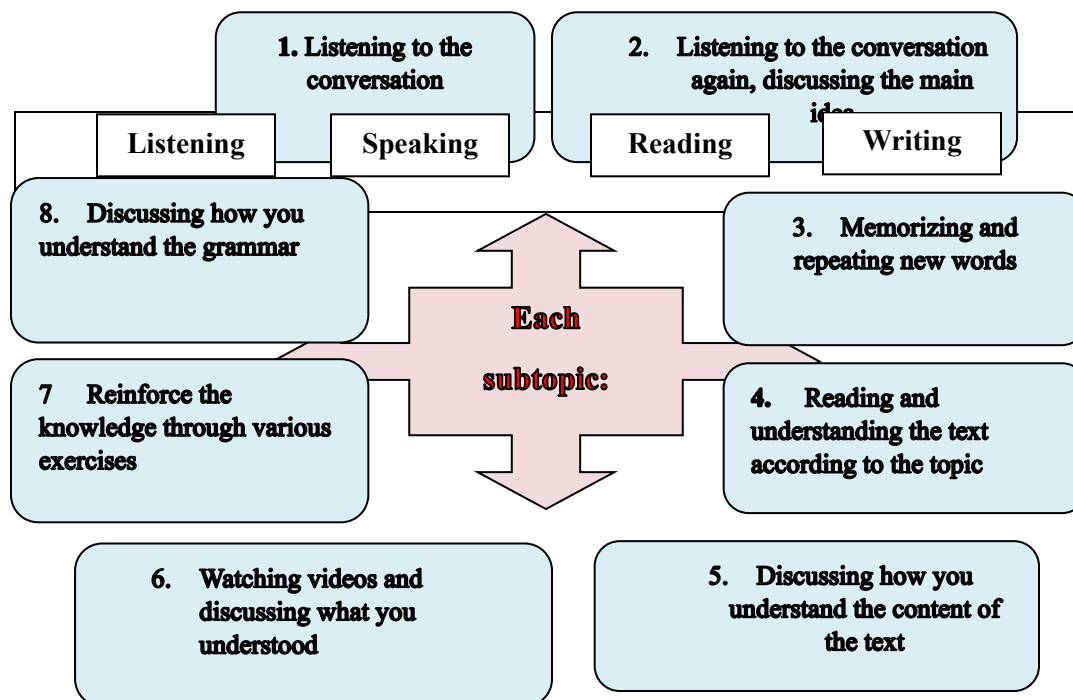 1. Listening to the
conversation
2. Listening to the conversation
again, discussing the main
idea
Listening
Speaking
Reading
Writing
8. Discussing how you
understand the grammar
3. Memorizing and
repeating new words
Each
subtopic:
7 Reinforce the
knowledge through various
exercises
4. Reading and
understanding the text
according to the topic
6. Watching videos and
discussing what you
understood
5. Discussing how you
understand the content of
the text